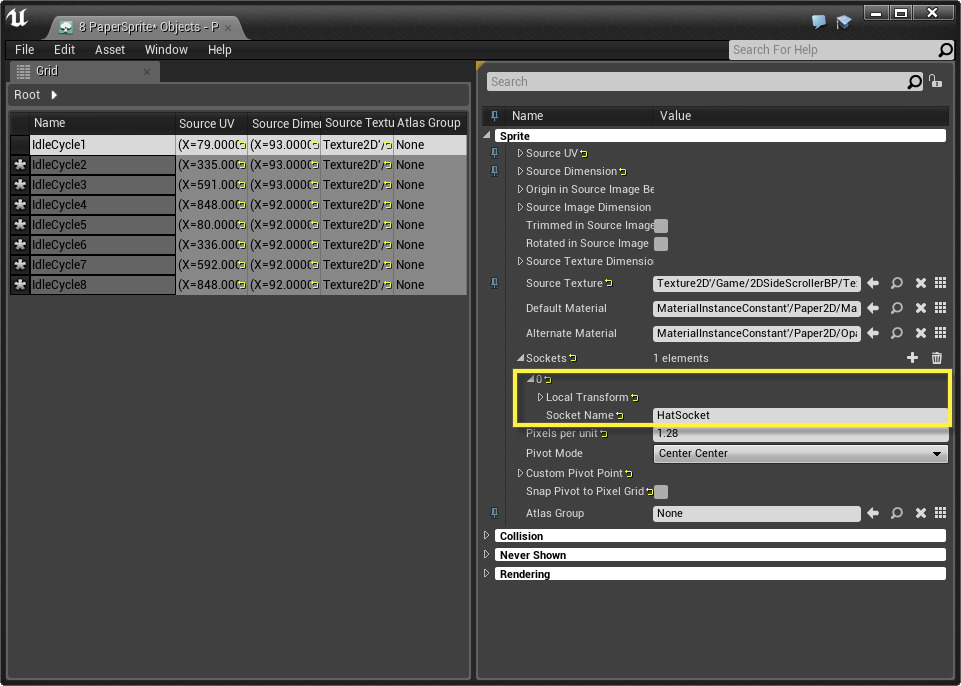 8 PaperSprite* Objects - P
File Edit Asset Window Help
Search For Help
Grid
Root
Name Source UV Source Dimer Source Textu Atlas Group
IdleCycle1 (X=79.000( (X=93.000( Texture2D'/ None
IdleCycle2 (X=335.00( (X=93.000( Texture2D'/ None
IdleCycle3 (X=591.00( (X=93.000( Texture2D'/ None
IdleCycle4 (X=848.00( (X=92.000( Texture2D'/ None
IdleCycle5 (X=80.000( (X=92.000( Texture2D'/ None
IdleCycle6 (X=336.00( (X=92.000( Texture2D'/ None
IdleCycle7 (X=592.00( (X=92.000( Texture2D'/ None
IdleCycle8 (X=848.00( (X=92.000( Texture2D'/ None
Search
Name Value
Sprite
Source UV
Source Dimension
Origin in Source Image Be
Source Image Dimension
Trimmed in Source Image
Rotated in Source Image
Source Texture Dimensio
Source Texture Texture2D'/Game/2DSideScrollerBP/Te
Default Material MaterialInstanceConstant'/Paper2D/Ma
Alternate Material MaterialInstanceConstant'/Paper2D/Opa
Sockets 1 elements
0
Local Transform
Socket Name HatSocket
Pixels per unit 1.28
Pivot Mode Center Center
Custom Pivot Point
Snap Pivot to Pixel Grid
Atlas Group None
Collision
Never Shown
Rendering